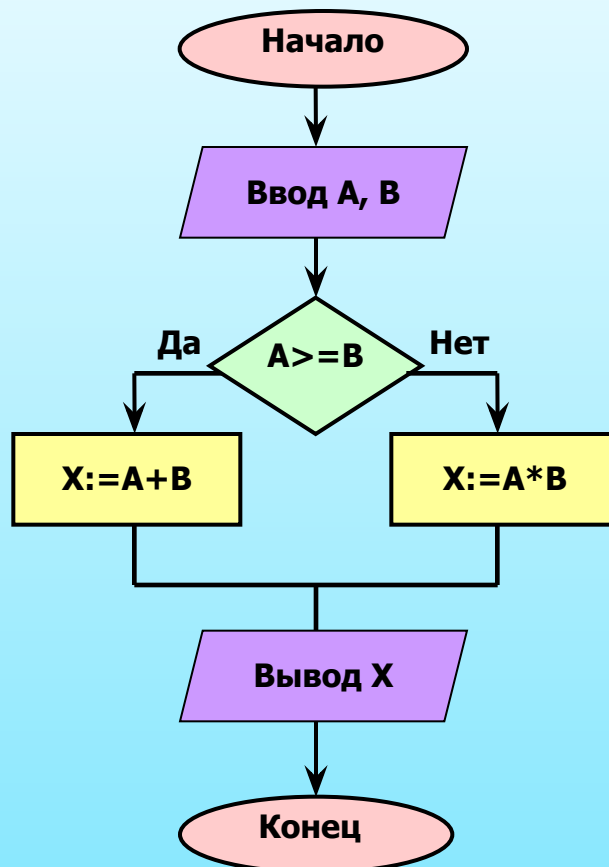 Начало
Ввод A, B
Да
A>=B
Нет
X:=A+B
X:=A*B
Вывод X
Конец